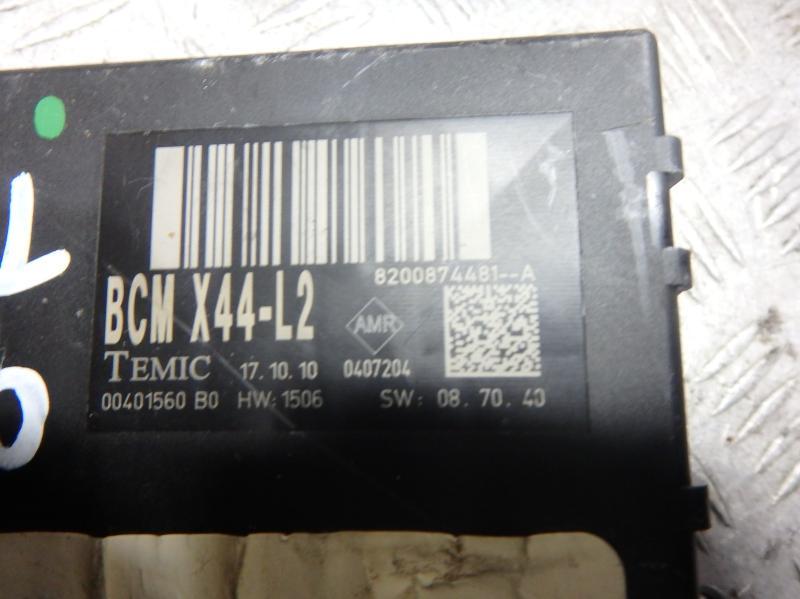 8200874481--A
BCM X44-L2
AMR
TEMIC 17.10.10 0407204
00401560 B0 HW:1506 SW: 08.70.40